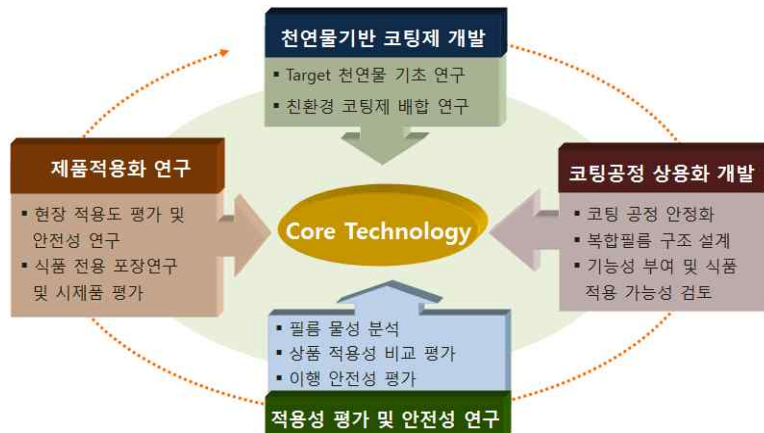 천연물기반 코팅제 개발
▪ Target 천연물 기초 연구
▪ 친환경 코팅제 배합 연구
제품적용화 연구
▪ 현장 적용도 평가 및
안전성 연구
▪ 식품 전용 포장연구
및 시제품 평가
Core Technology
코팅공정 상용화 개발
▪ 코팅 공정 안정화
▪ 복합필름 구조 설계
▪ 기능성 부여 및 식품
적용 가능성 검토
▪ 필름 물성 분석
▪ 상품 적용성 비교 평가
▪ 이행 안전성 평가
적용성 평가 및 안전성 연구